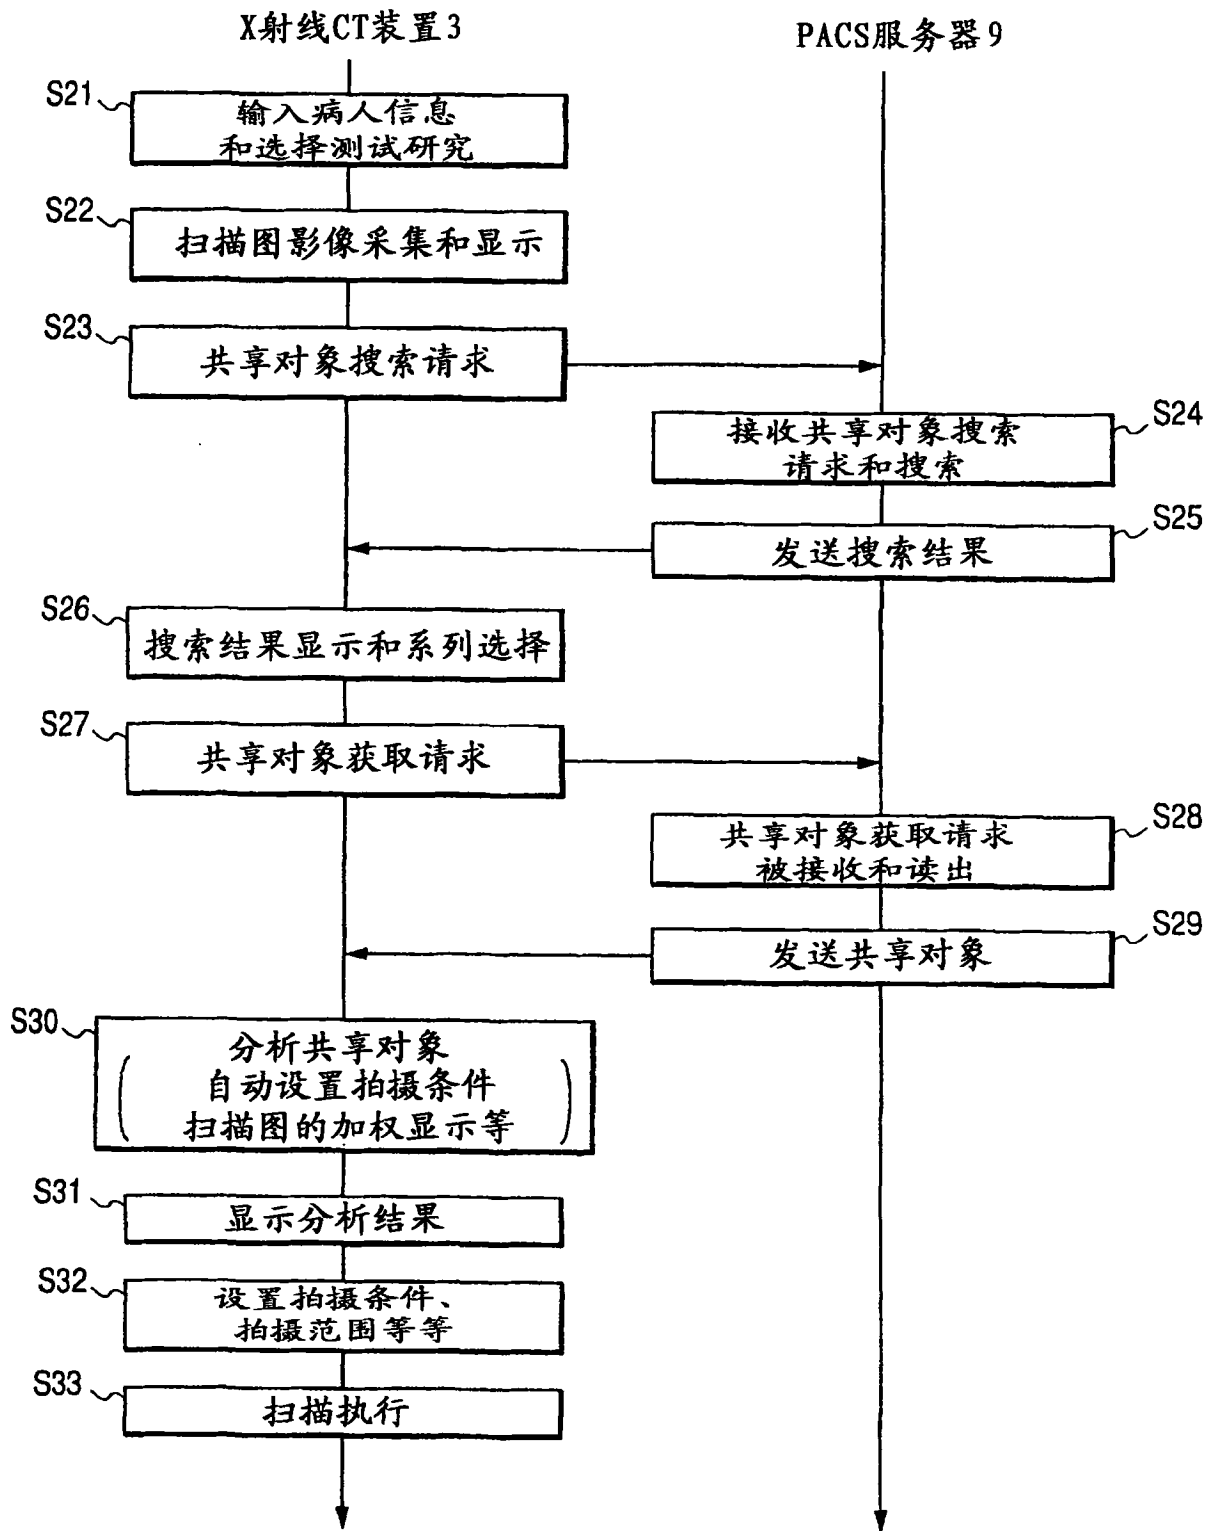 X射线CT装置3
PACS服务器9
S21
输入病人信息
和选择测试研究
S22
扫描图影像采集和显示
S23
共享对象搜索请求
S24
接收共享对象搜索
请求和搜索
S25
发送搜索结果
S26
搜索结果显示和系列选择
S27
共享对象获取请求
S28
共享对象获取请求
被接收和读出
S29
发送共享对象
S30
分析共享对象
(自动设置拍摄条件
扫描图的加权显示等)
S31
显示分析结果
S32
设置拍摄条件、
拍摄范围等等
S33
扫描执行